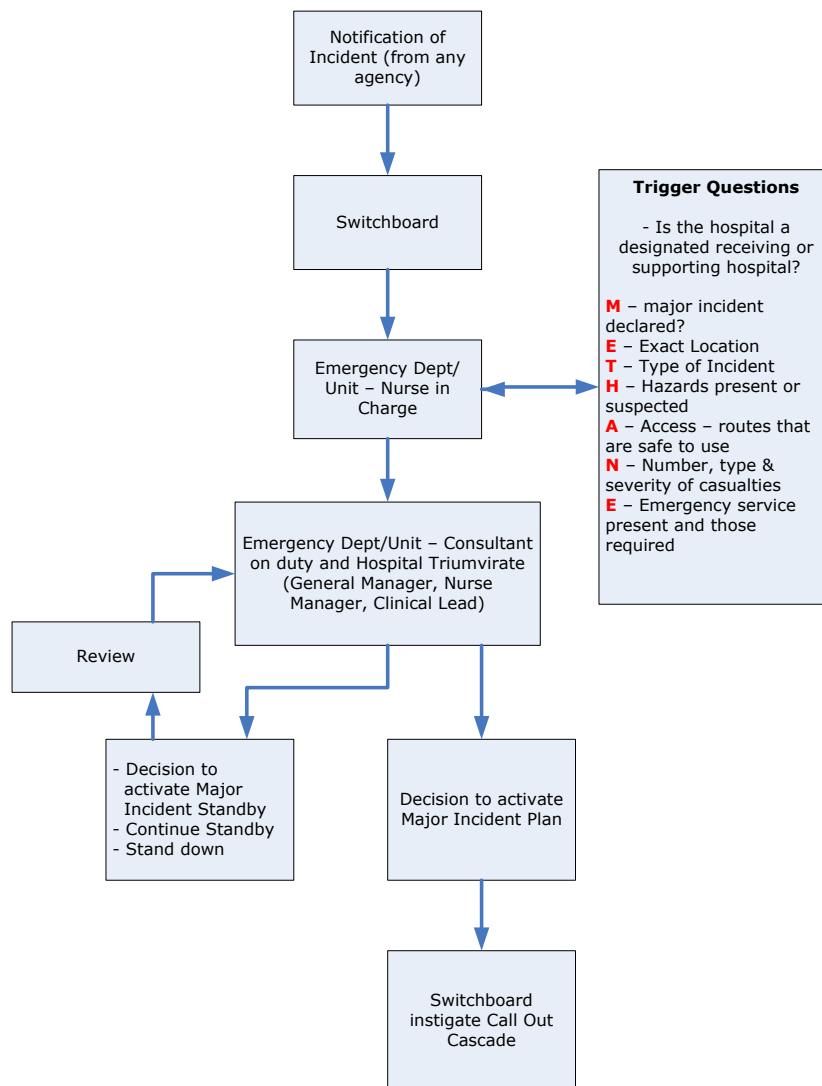 Notification of
Incident (from any
agency)
Switchboard
Emergency Dept/
Unit – Nurse in
Charge
Trigger Questions
- Is the hospital a
designated receiving or
supporting hospital?
M – major incident
declared?
E – Exact Location
T – Type of Incident
H – Hazards present or
suspected
A – Access – routes that
are safe to use
N – Number, type &
severity of casualties
E – Emergency service
present and those
required
Emergency Dept/Unit – Consultant
on duty and Hospital Triumvirate
(General Manager, Nurse
Manager, Clinical Lead)
Review
- Decision to
activate Major
Incident Standby
- Continue Standby
- Stand down
Decision to activate
Major Incident Plan
Switchboard
instigate Call Out
Cascade